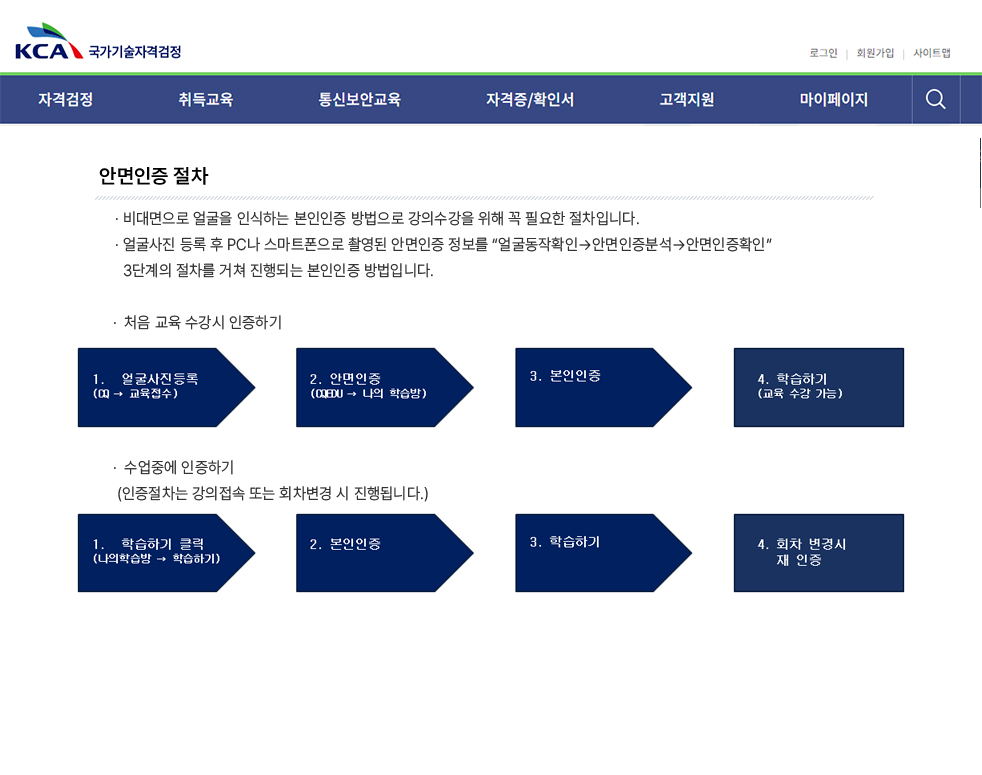 KCA 국가기술자격검정
로그인 | 회원가입 | 사이트맵
자격검정 취득교육 통신보안교육 자격증/확인서 고객지원 마이페이지
안면인증 절차
· 비대면으로 얼굴을 인식하는 본인인증 방법으로 강의수강을 위해 꼭 필요한 절차입니다.
· 얼굴사진 등록 후 PC나 스마트폰으로 촬영된 안면인증 정보를 “얼굴동작확인→안면인증분석→안면인증확인”
3단계의 절차를 거쳐 진행되는 본인인증 방법입니다.
· 처음 교육 수강시 인증하기
1. 얼굴사진등록
(CQ → 교육접수)
2. 안면인증
(CQEDU → 나의 학습방)
3. 본인인증
4. 학습하기
(교육 수강 가능)
· 수업중에 인증하기
(인증절차는 강의접속 또는 회차변경 시 진행됩니다.)
1. 학습하기 클릭
(나의학습방 → 학습하기)
2. 본인인증
3. 학습하기
4. 회차 변경시
재 인증